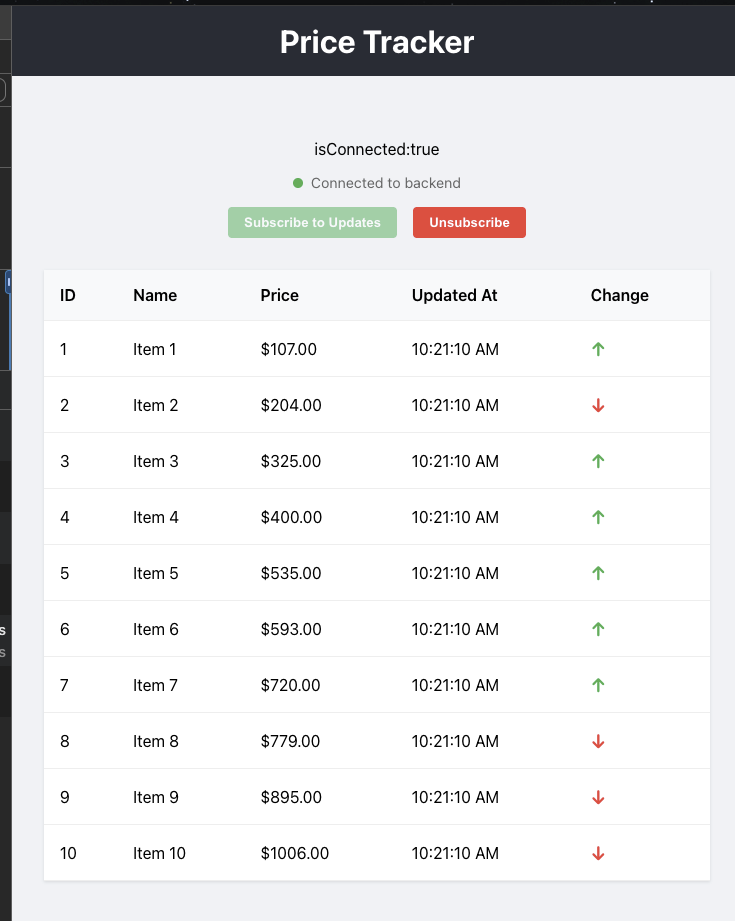 Price Tracker
isConnected:true
Connected to backend
Subscribe to Updates Unsubscribe
ID Name Price Updated At Change
1 Item 1 $107.00 10:21:10 AM ↑
2 Item 2 $204.00 10:21:10 AM ↓
3 Item 3 $325.00 10:21:10 AM ↑
4 Item 4 $400.00 10:21:10 AM ↑
5 Item 5 $535.00 10:21:10 AM ↑
6 Item 6 $593.00 10:21:10 AM ↑
7 Item 7 $720.00 10:21:10 AM ↑
8 Item 8 $779.00 10:21:10 AM ↓
9 Item 9 $895.00 10:21:10 AM ↓
10 Item 10 $1006.00 10:21:10 AM ↓